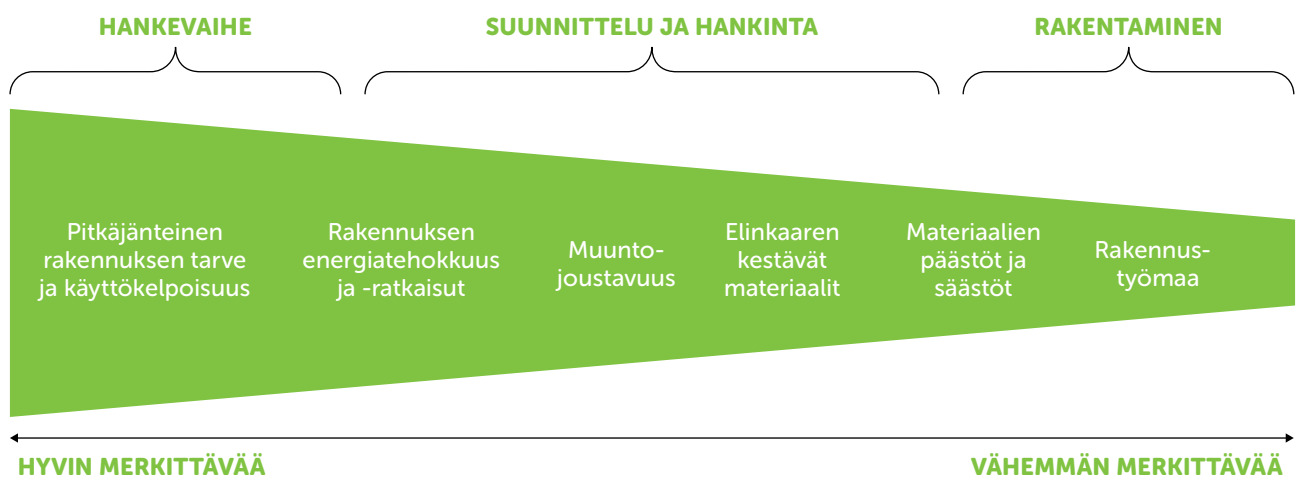 HANKEVAIHE
SUUNNITTELU JA HANKINTA
RAKENTAMINEN
Pitkäjänteinen
rakennuksen tarve
ja käyttökelpoisuus
Rakennuksen
energiatehokkuus
ja -ratkaisut
Muunto-
joustavuus
Elinkaaren
kestävät
materiaalit
Materiaalien
päästöt ja
säästöt
Rakennus-
työmaa
HYVIN MERKITTÄVÄÄ
VÄHEMMÄN MERKITTÄVÄÄ